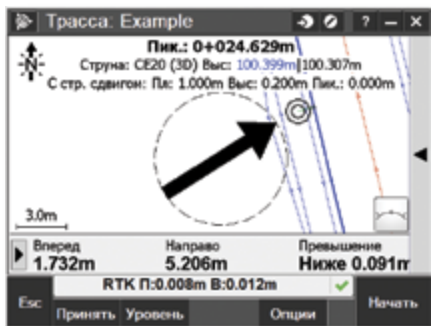 Трасса: Example ? – ×
Пик.: 0+024.629m
Струна: CE20 (3D) Выс: 100.399m|100.307m
С стр. сдвигом: Пл: 1.000m Выс: 0.200m Пик.: 0.000m
N
3.0m
Вперед Направо Превышение
1.732m 5.206m Ниже 0.091m
RTK П:0.008m В:0.012m
Esc Принять Уровень Опции Начать